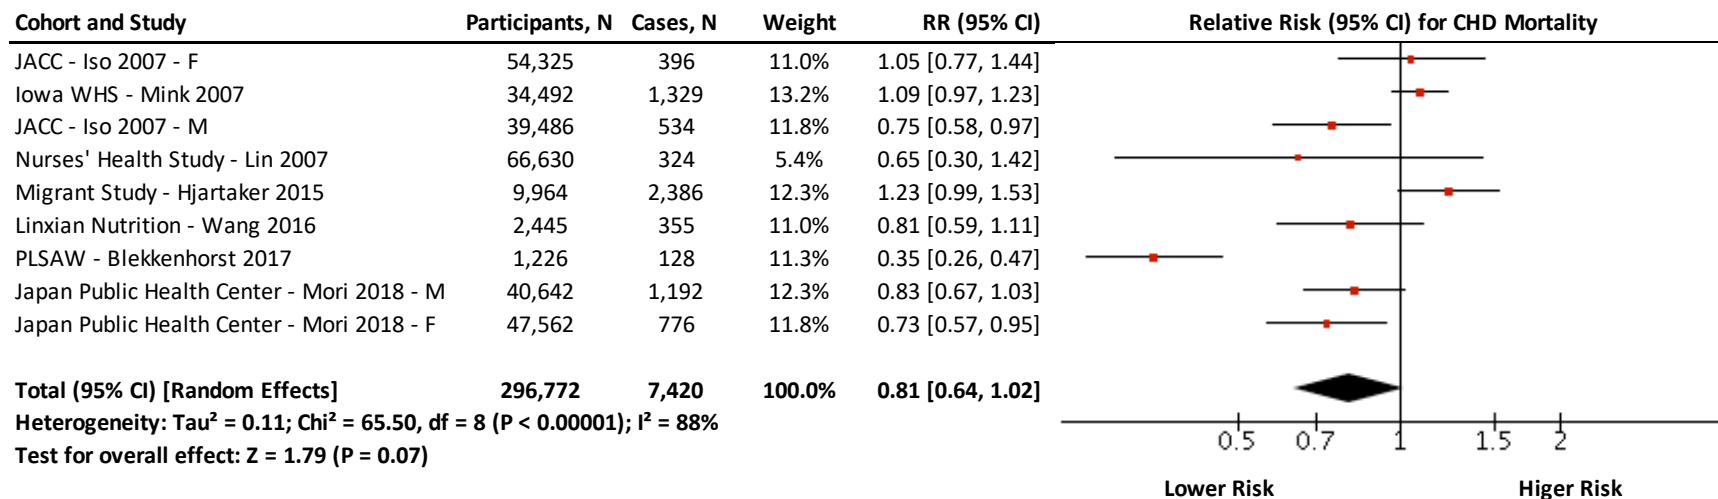 Cohort and Study Participants, N Cases, N Weight RR (95% CI) Relative Risk (95% CI) for CHD Mortality
JACC - Iso 2007 - F 54,325 396 11.0% 1.05 [0.77, 1.44]
Iowa WHS - Mink 2007 34,492 1,329 13.2% 1.09 [0.97, 1.23]
JACC - Iso 2007 - M 39,486 534 11.8% 0.75 [0.58, 0.97]
Nurses' Health Study - Lin 2007 66,630 324 5.4% 0.65 [0.30, 1.42]
Migrant Study - Hjartaker 2015 9,964 2,386 12.3% 1.23 [0.99, 1.53]
Linxian Nutrition - Wang 2016 2,445 355 11.0% 0.81 [0.59, 1.11]
PLSAW - Blekkenhorst 2017 1,226 128 11.3% 0.35 [0.26, 0.47]
Japan Public Health Center - Mori 2018 - M 40,642 1,192 12.3% 0.83 [0.67, 1.03]
Japan Public Health Center - Mori 2018 - F 47,562 776 11.8% 0.73 [0.57, 0.95]
Total (95% CI) [Random Effects] 296,772 7,420 100.0% 0.81 [0.64, 1.02]
Heterogeneity: Tau² = 0.11; Chi² = 65.50, df = 8 (P < 0.00001); I² = 88%
Test for overall effect: Z = 1.79 (P = 0.07)
0.5 0.7 1 1.5 2
Lower Risk Higer Risk